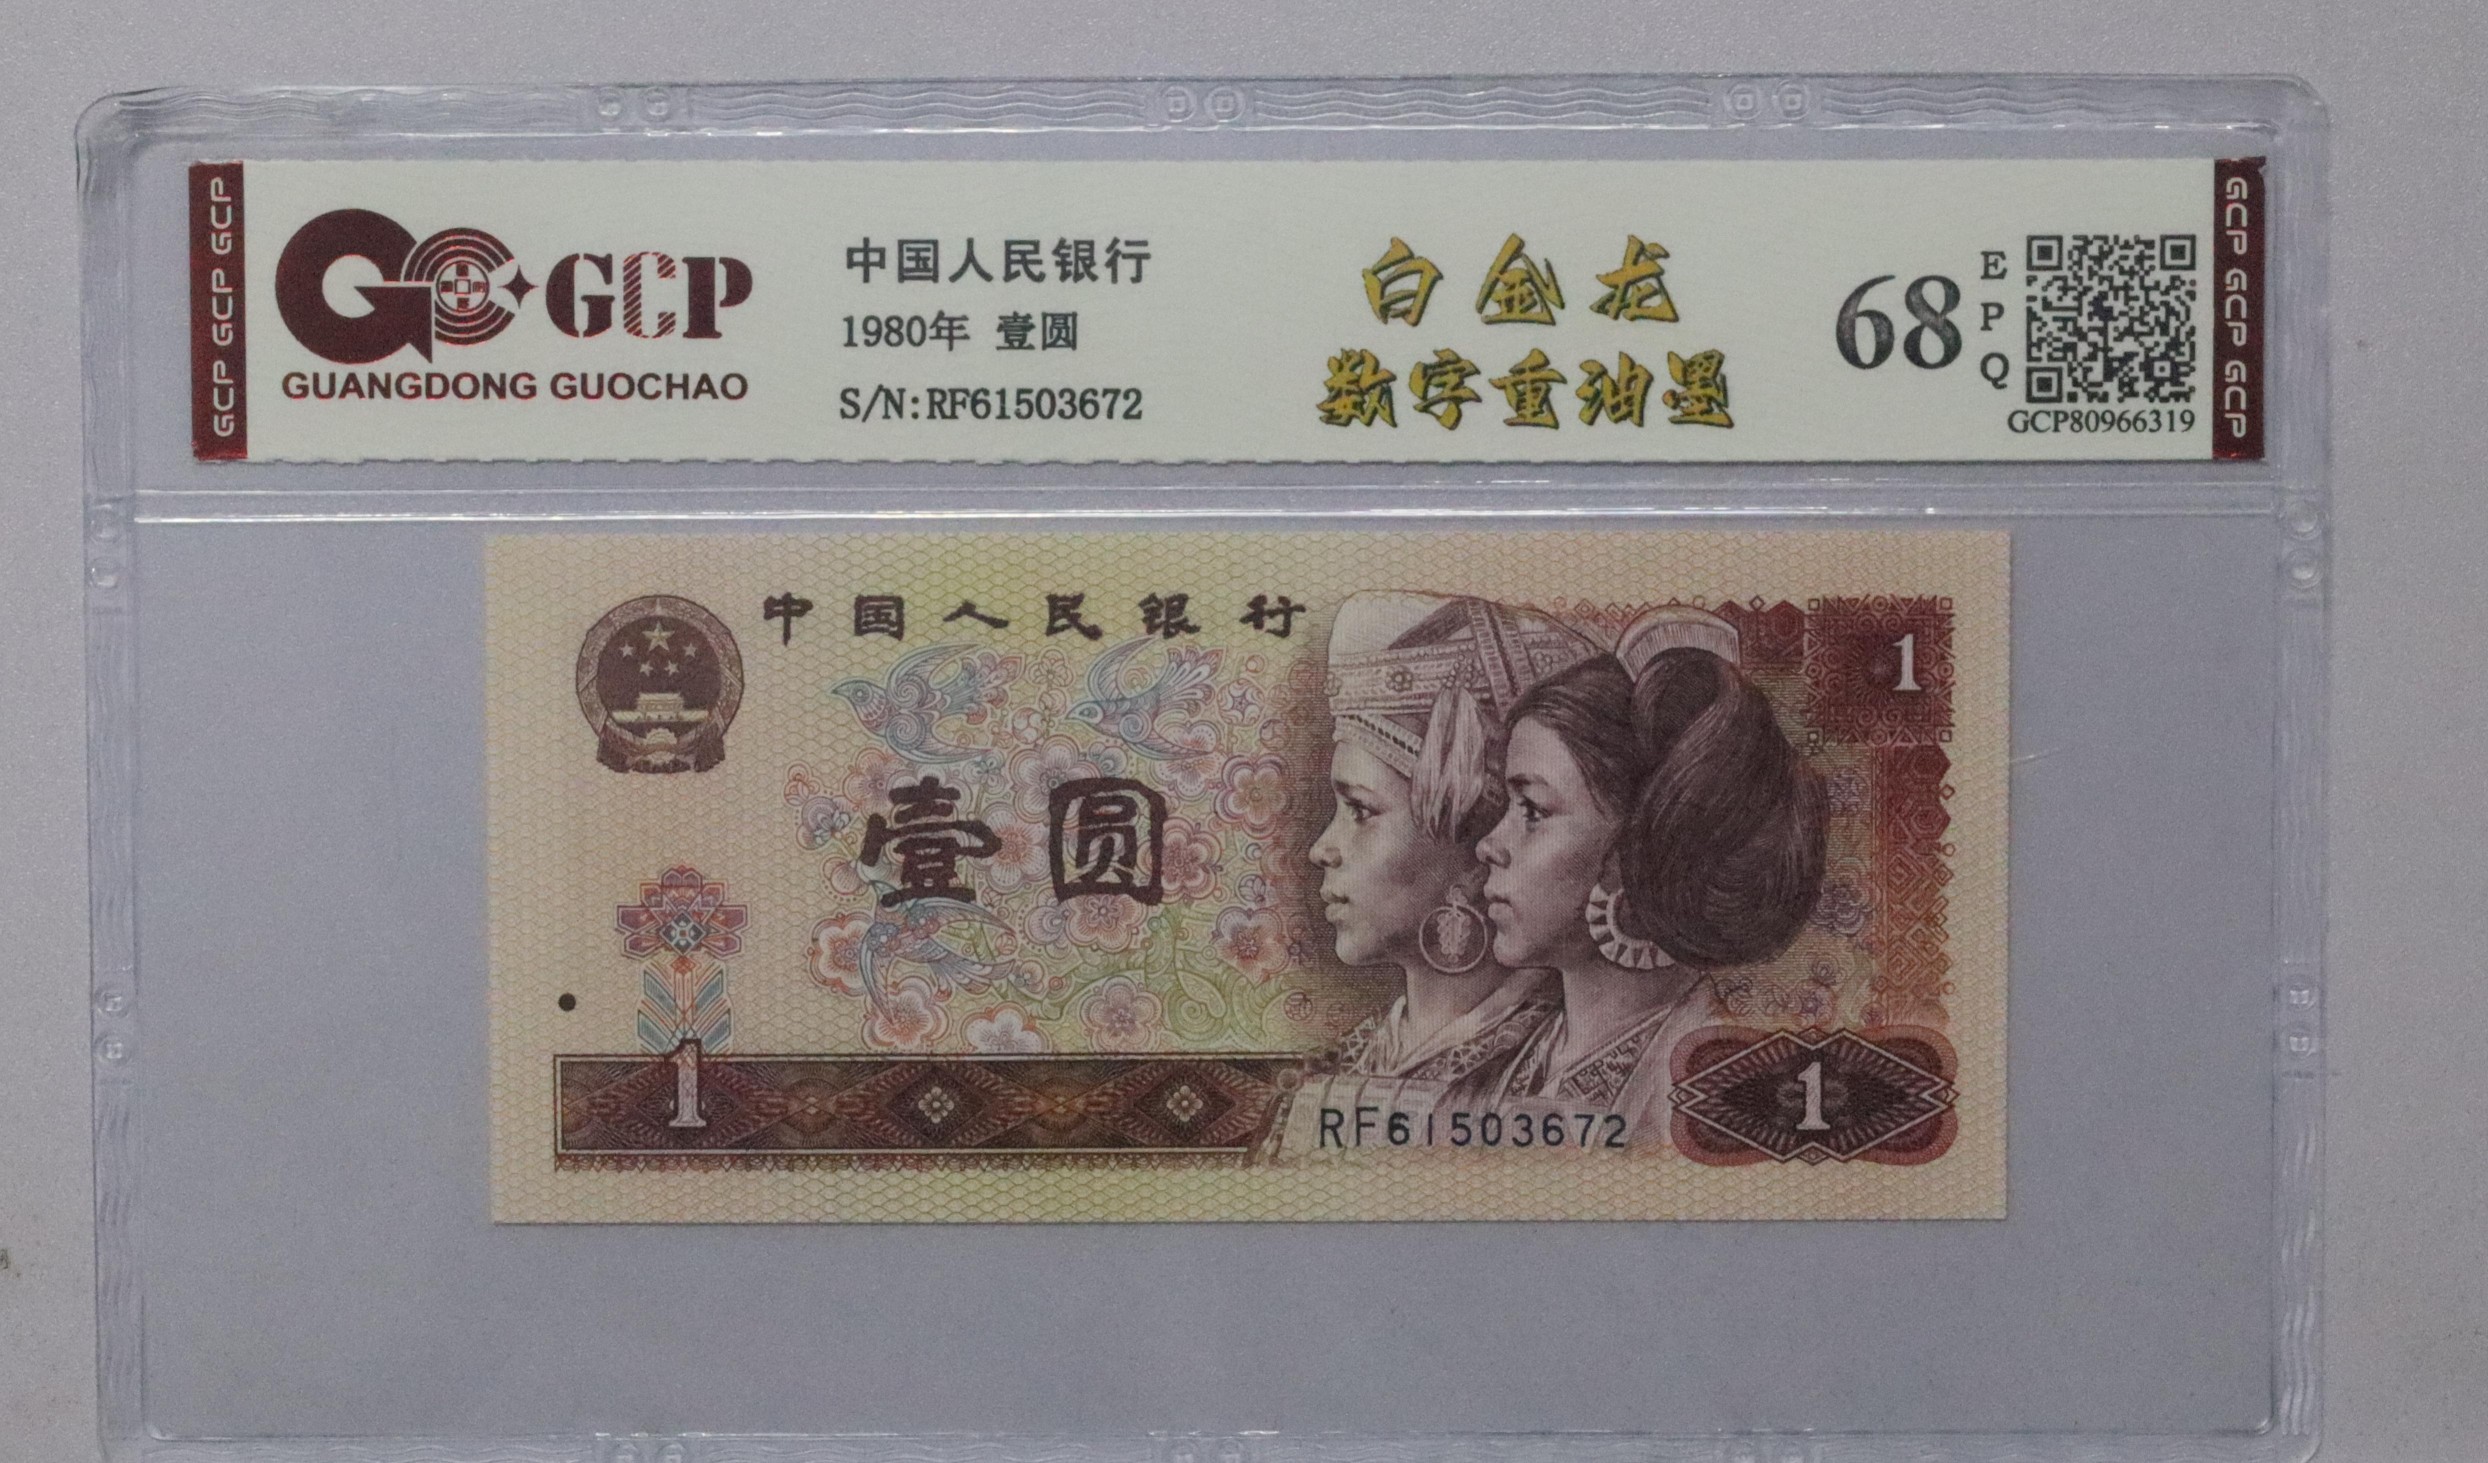 GCP GCP GCP
GCP
GUANGDONG GUOCHAO
中国人民银行
1980年 壹圆
S/N:RF61503672
白金龙
数字重油墨
68
EPQ
GCP80966319
GCP GCP GCP
中国人民银行
1
壹圆
1
RF61503672
1